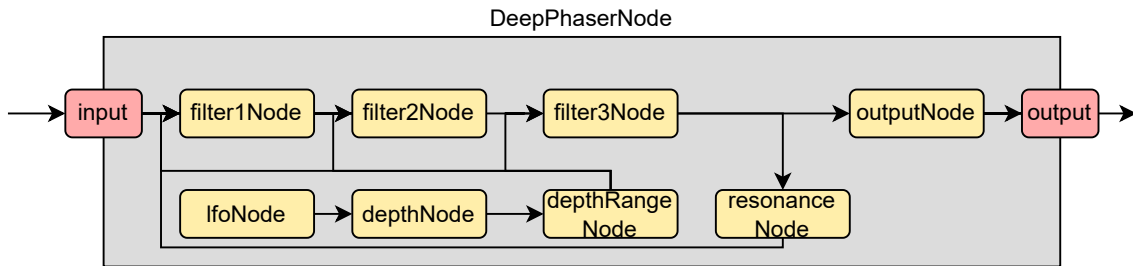 DeepPhaserNode
input
filter1Node
filter2Node
filter3Node
outputNode
output
lfoNode
depthNode
depthRange
Node
resonance
Node